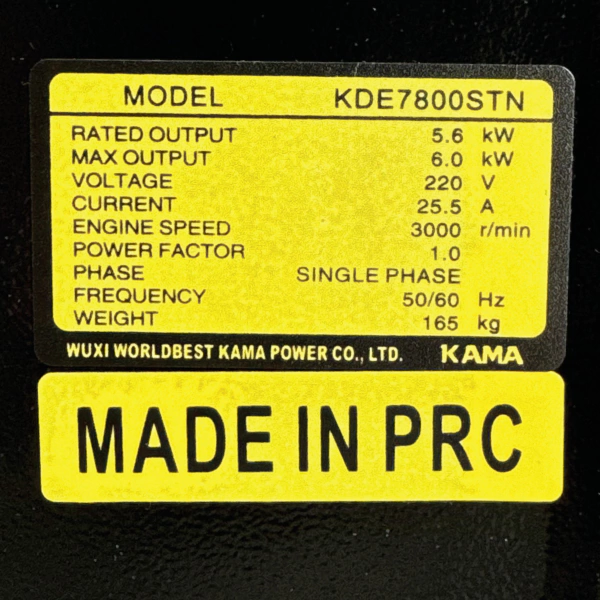 MODEL KDE7800STN
RATED OUTPUT 5.6 kW
MAX OUTPUT 6.0 kW
VOLTAGE 220 V
CURRENT 25.5 A
ENGINE SPEED 3000 r/min
POWER FACTOR 1.0
PHASE SINGLE PHASE
FREQUENCY 50/60 Hz
WEIGHT 165 kg
WUXI WORLDBEST KAMA POWER CO., LTD. KAMA
MADE IN PRC